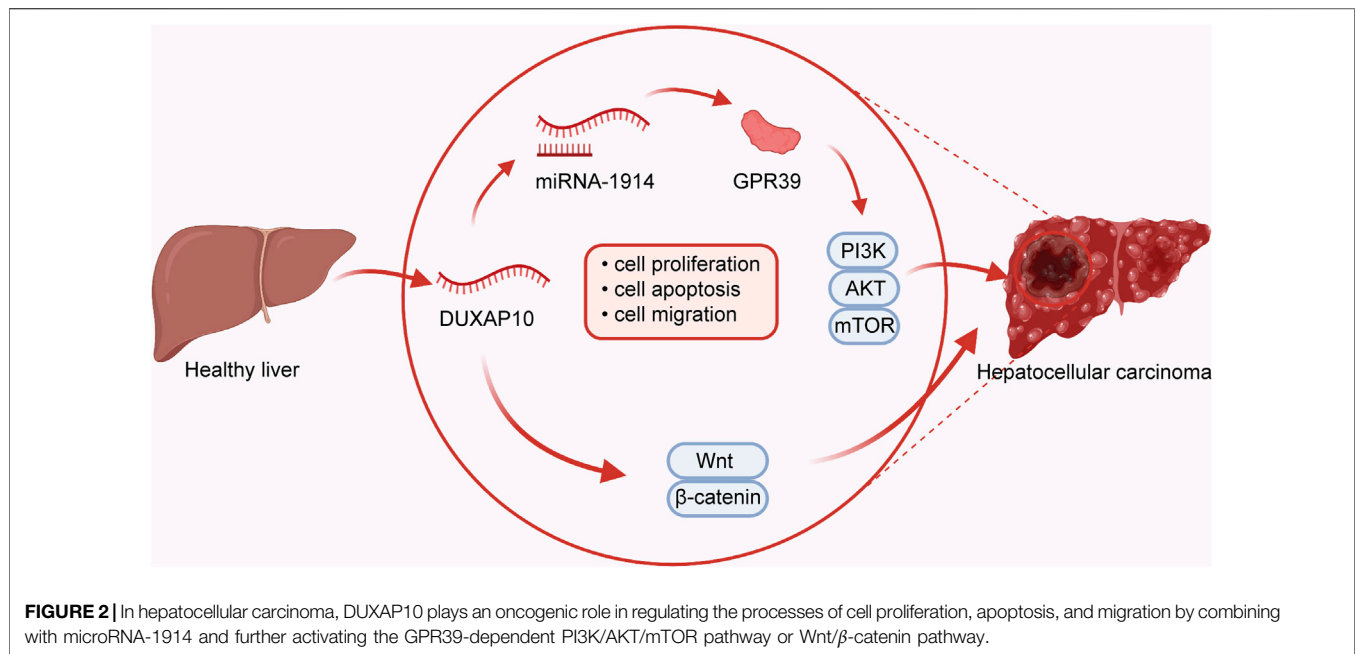 miRNA-1914
GPR39
PI3K
AKT
mTOR
• cell proliferation
• cell apoptosis
• cell migration
DUXAP10
Healthy liver
Hepatocellular carcinoma
Wnt
β-catenin
FIGURE 2 | In hepatocellular carcinoma, DUXAP10 plays an oncogenic role in regulating the processes of cell proliferation, apoptosis, and migration by combining
with microRNA-1914 and further activating the GPR39-dependent PI3K/AKT/mTOR pathway or Wnt/β-catenin pathway.